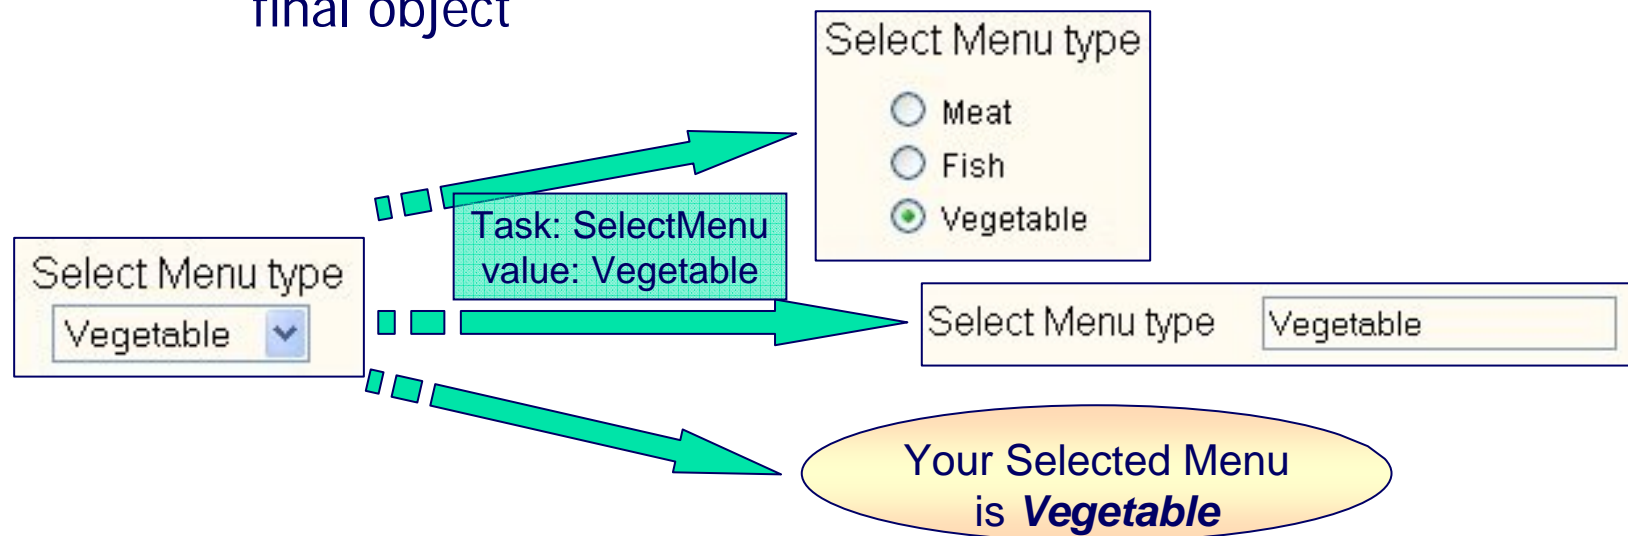 final object
Select Menu type
Meat
Fish
Vegetable
Task: SelectMenu
value: Vegetable
Select Menu type
Vegetable
Select Menu type Vegetable
Your Selected Menu
is Vegetable